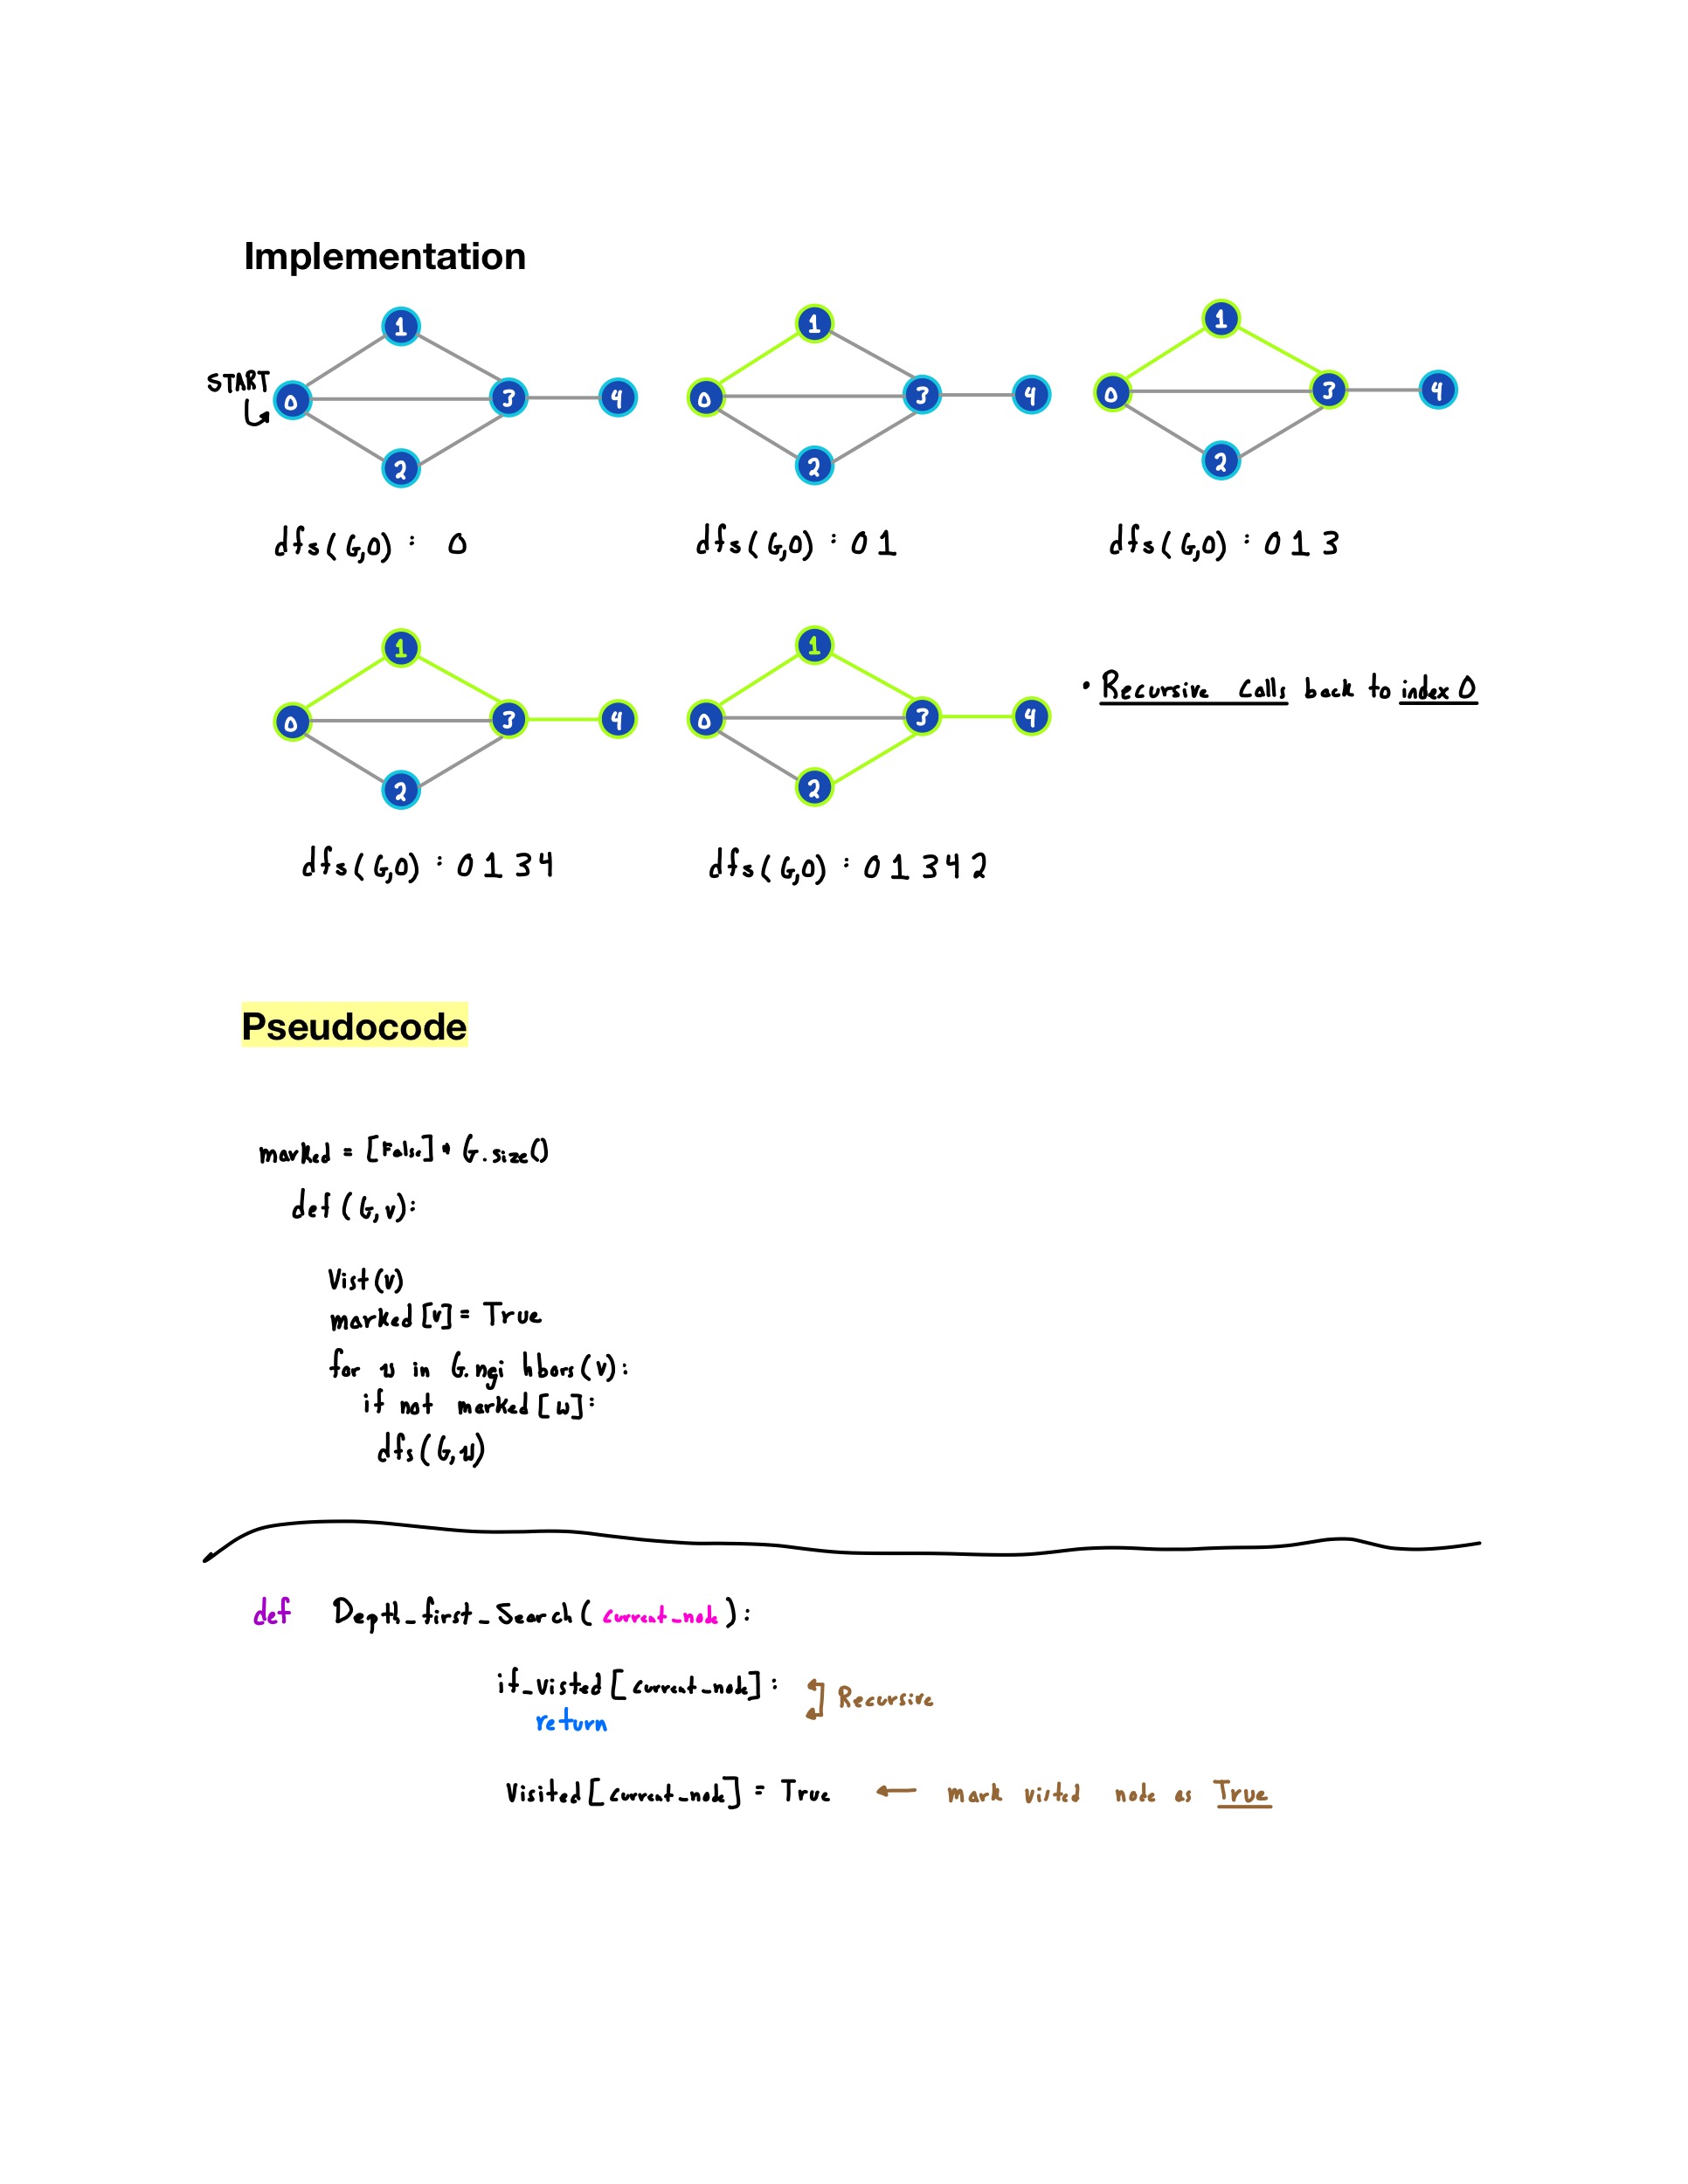 Implementation
START
0 1 2 3 4
0 1 2 3 4
0 1 2 3 4
dfs(G,0) : 0
dfs(G,0) : 0 1
dfs(G,0) : 0 1 3
0 1 2 3 4
0 1 2 3 4
• Recursive Calls back to index 0
dfs(G,0) : 0 1 3 4
dfs(G,0) : 0 1 3 4 2
Pseudocode
marked = [False] * G.size()
def (G,v):
Vist(v)
marked[v] = True
for w in G.ngi hbors(v):
if not marked[w]:
dfs(G,w)
def Depth_first_Search( current_node ):
if_visted[current_node]:
Recursive
return
Visited[current_node] = True ← mark visted node as True